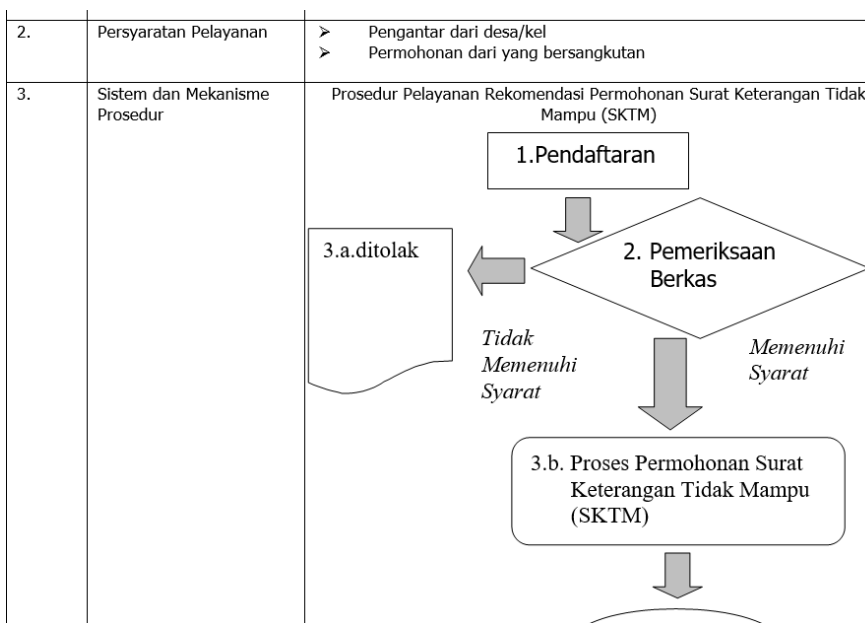 2.
Persyaratan Pelayanan
➢ Pengantar dari desa/kel
➢ Permohonan dari yang bersangkutan
3.
Sistem dan Mekanisme
Prosedur
Prosedur Pelayanan Rekomendasi Permohonan Surat Keterangan Tidak
Mampu (SKTM)
1.Pendaftaran
2. Pemeriksaan
Berkas
3.a.ditolak
Tidak
Memenuhi
Syarat
Memenuhi
Syarat
3.b. Proses Permohonan Surat
Keterangan Tidak Mampu
(SKTM)